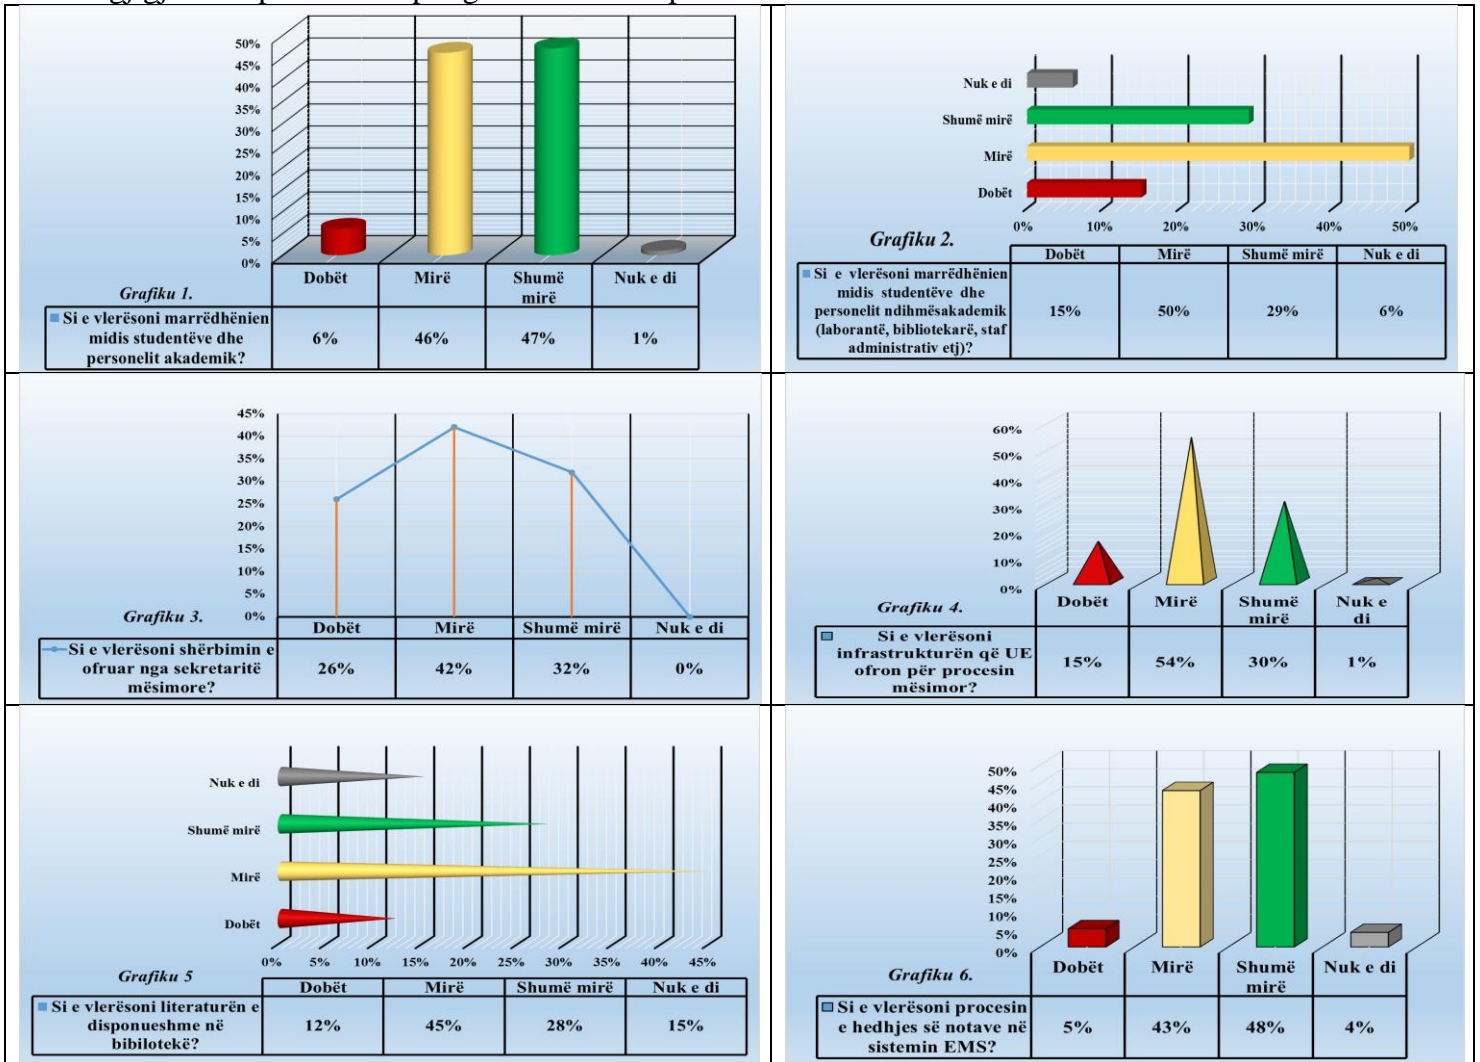 50%
45%
40%
35%
30%
25%
20%
15%
10%
5%
0%
Dobët Mirë Shumë mirë Nuk e di
Grafiku 1.
Si e vlerësoni marrëdhënien
midis studentëve dhe
personelit akademik?
6% 46% 47% 1%
Nuk e di
Shumë mirë
Mirë
Dobët
0% 10% 20% 30% 40% 50%
Grafiku 2.
Dobët Mirë Shumë mirë Nuk e di
Si e vlerësoni marrëdhënien
midis studentëve dhe
personelit ndihmësakademik
(laborantë, bibliotekarë, staf
administrativ etj)?
15% 50% 29% 6%
45%
40%
35%
30%
25%
20%
15%
10%
5%
0%
Grafiku 3.
Dobët Mirë Shumë mirë Nuk e di
Si e vlerësoni shërbimin e
ofruar nga sekretaritë
mësimore?
26% 42% 32% 0%
60%
50%
40%
30%
20%
10%
0%
Grafiku 4.
Dobët Mirë Shumë mirë Nuk e di
Si e vlerësoni
infrastrukturën që UE
ofron për procesin
mësimor?
15% 54% 30% 1%
Nuk e di
Shumë mirë
Mirë
Dobët
0% 5% 10% 15% 20% 25% 30% 35% 40% 45%
Grafiku 5
Dobët Mirë Shumë mirë Nuk e di
Si e vlerësoni literaturën e
disponueshme në
bibilotekë?
12% 45% 28% 15%
50%
45%
40%
35%
30%
25%
20%
15%
10%
5%
0%
Grafiku 6.
Dobët Mirë Shumë mirë Nuk e di
Si e vlerësoni procesin
e hedhjes së notave në
sistemin EMS?
5% 43% 48% 4%